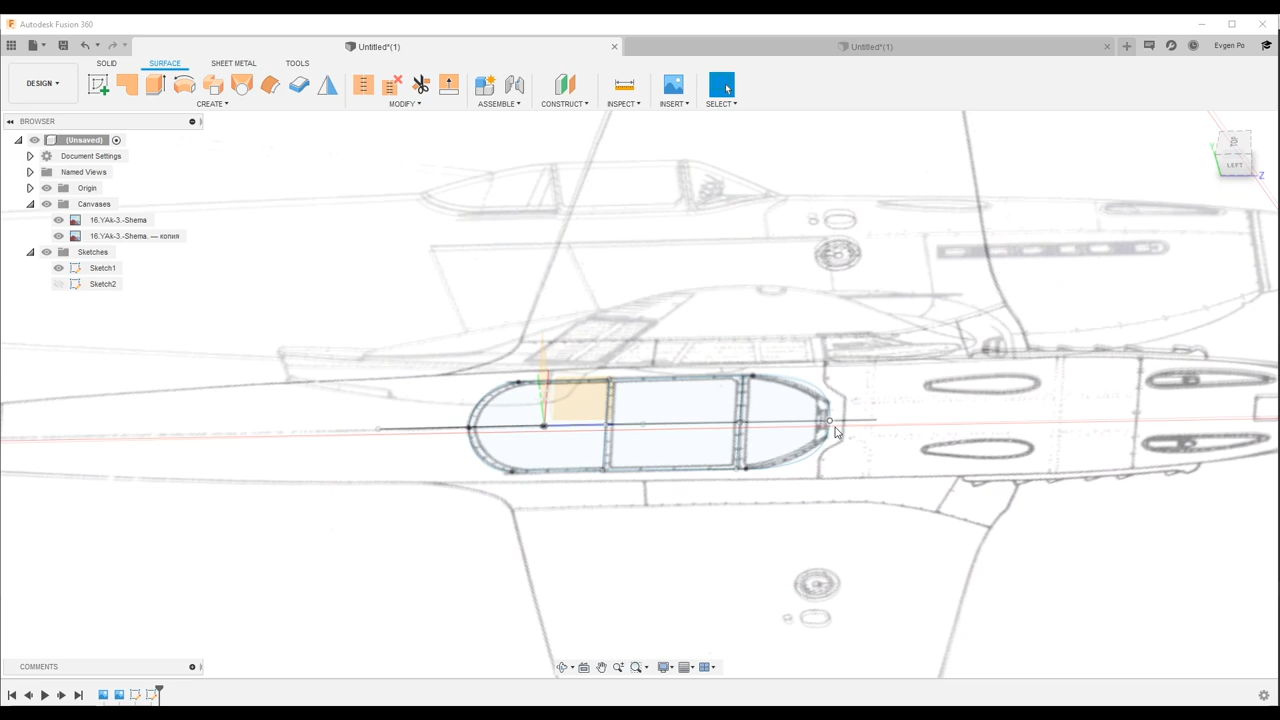 Autodesk Fusion 360
Untitled*(1)
Untitled*(1)
Evgen Po
DESIGN
SOLID
SURFACE
SHEET METAL
TOOLS
CREATE
MODIFY
ASSEMBLE
CONSTRUCT
INSPECT
INSERT
SELECT
BROWSER
(Unsaved)
Document Settings
Named Views
Origin
Canvases
16.YAk-3.-Shema
16.YAk-3.-Shema. — копия
Sketches
Sketch1
Sketch2
Y
LEFT
Z
COMMENTS